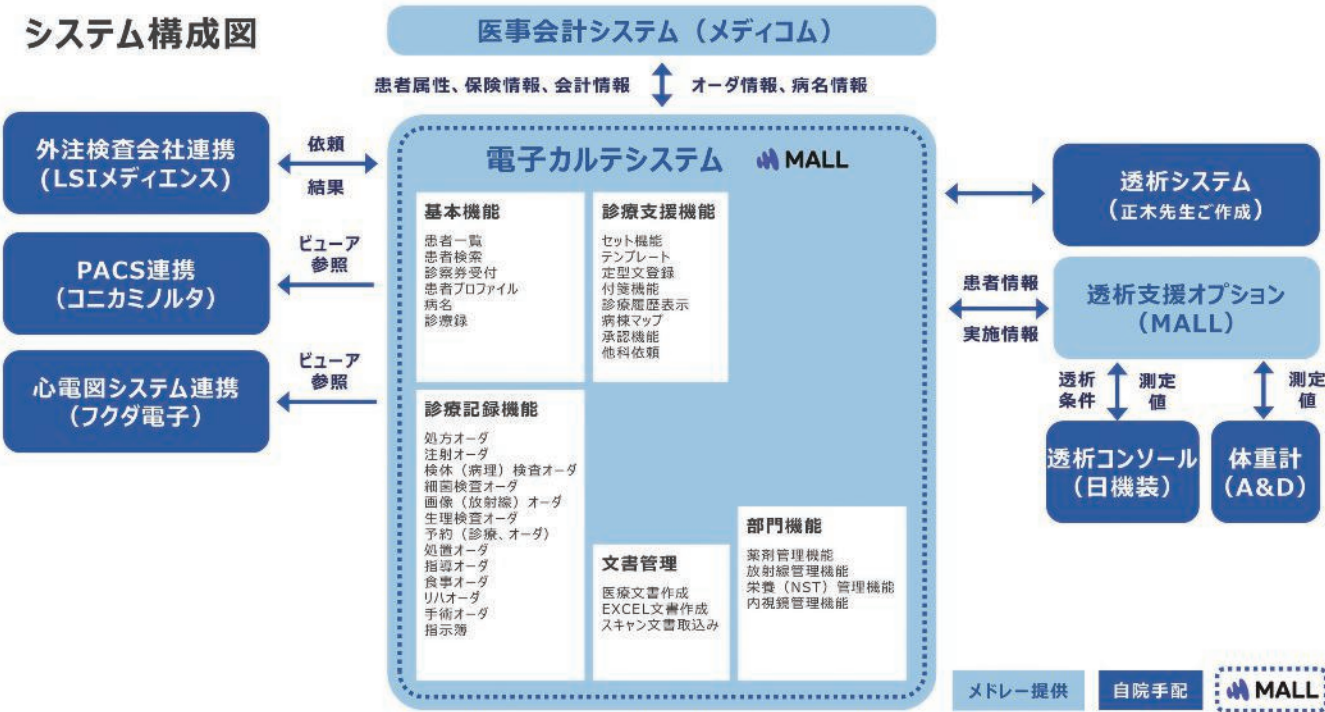 システム構成図
医事会計システム（メディコム）
患者属性、保険情報、会計情報
オーダ情報、病名情報
外注検査会社連携
(LSIメディエンス)
依頼
結果
PACS連携
(コニカミノルタ)
ビューア
参照
心電図システム連携
(フクダ電子)
ビューア
参照
電子カルテシステム MALL
基本機能
患者一覧
患者検索
診察券受付
患者プロファイル
病名
診療録
診療支援機能
セット機能
テンプレート
定型文登録
付箋機能
診療履歴表示
病棟マップ
承認機能
他科依頼
診療記録機能
処方オーダ
注射オーダ
検体（病理）検査オーダ
細菌検査オーダ
画像（放射線）オーダ
生理検査オーダ
予約（診療、オーダ）
処置オーダ
指導オーダ
食事オーダ
リハオーダ
手術オーダ
指示簿
文書管理
医療文書作成
EXCEL文書作成
スキャン文書取込み
部門機能
薬剤管理機能
放射線管理機能
栄養（NST）管理機能
内視鏡管理機能
透析システム
（正木先生ご作成）
患者情報
実施情報
透析支援オプション
（MALL）
透析
条件
測定
値
測定
値
透析コンソール
（日機装）
体重計
（A&D）
メドレー提供
自院手配
MALL